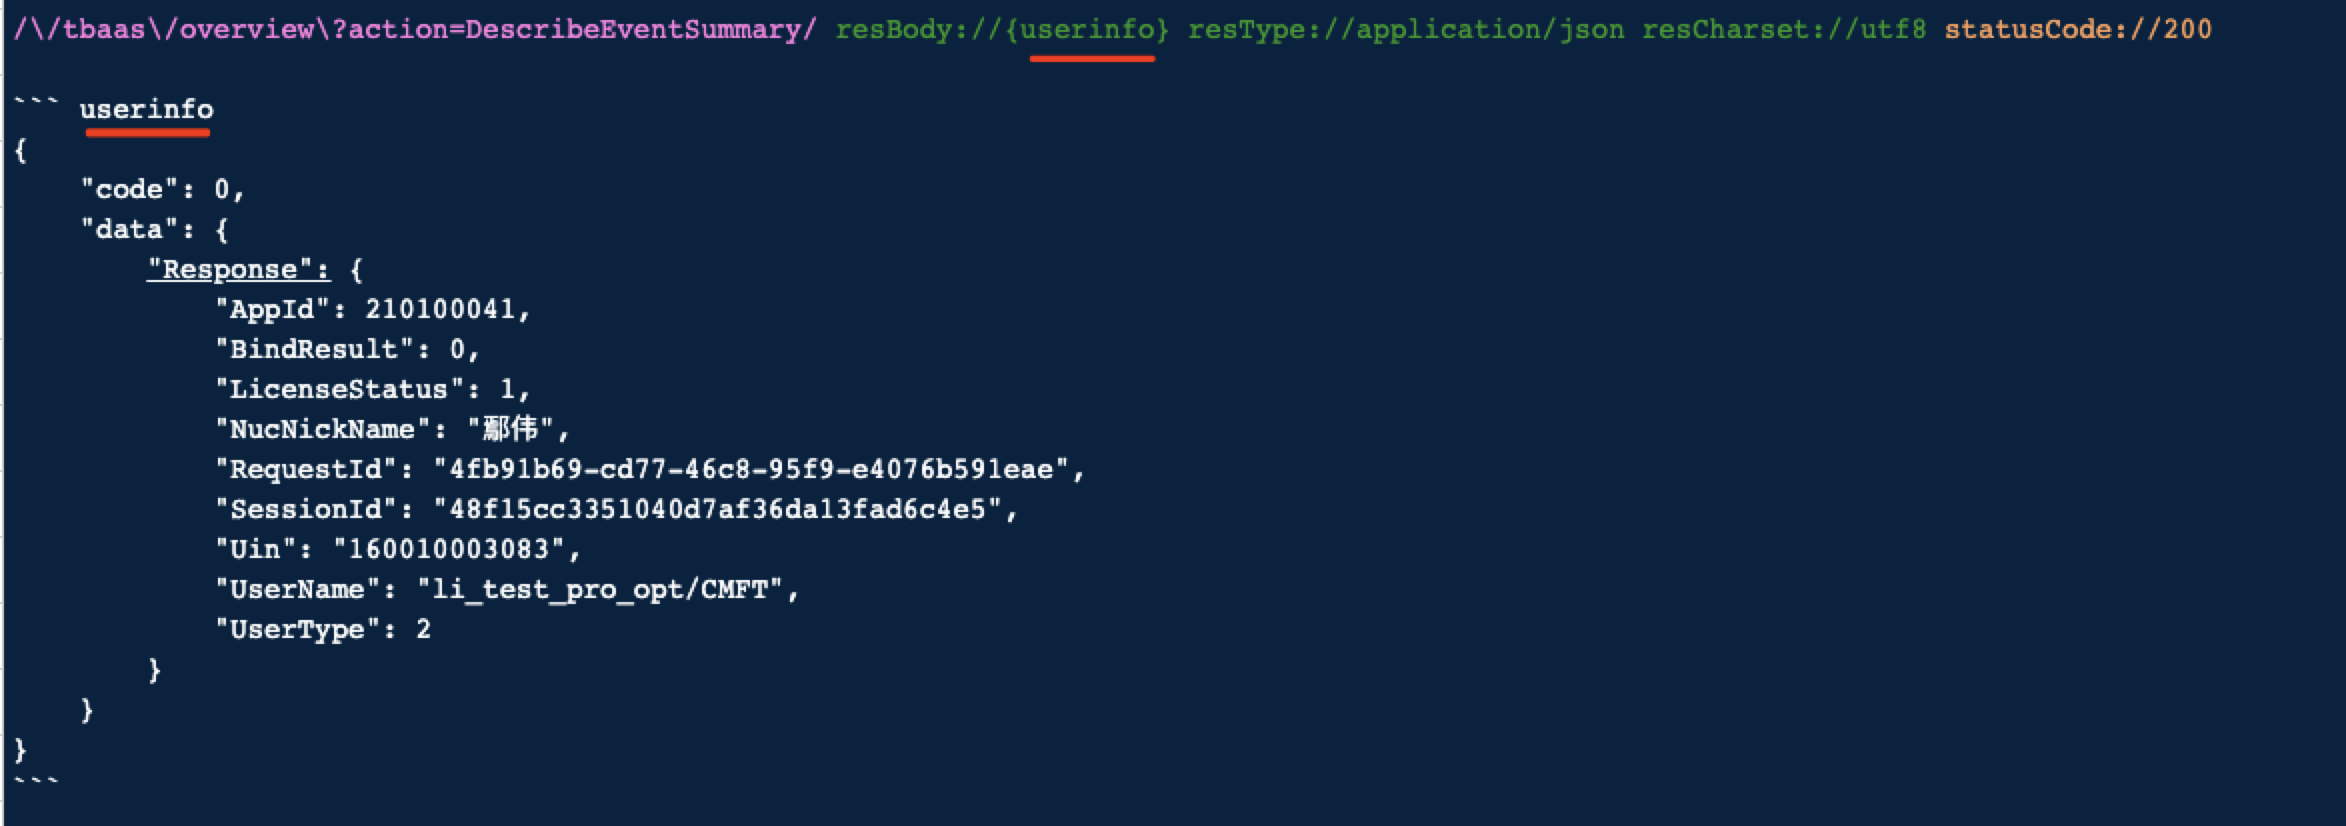 /\/tbaas\/overview\?action=DescribeEventSummary/ resBody://{userinfo} resType://application/json resCharset://utf8 statusCode://200
``` userinfo
{
    "code": 0,
    "data": {
        "Response": {
            "AppId": 210100041,
            "BindResult": 0,
            "LicenseStatus": 1,
            "NucNickName": "鄢伟",
            "RequestId": "4fb91b69-cd77-46c8-95f9-e4076b591eae",
            "SessionId": "48f15cc3351040d7af36da13fad6c4e5",
            "Uin": "160010003083",
            "UserName": "li_test_pro_opt/CMFT",
            "UserType": 2
        }
    }
}
```